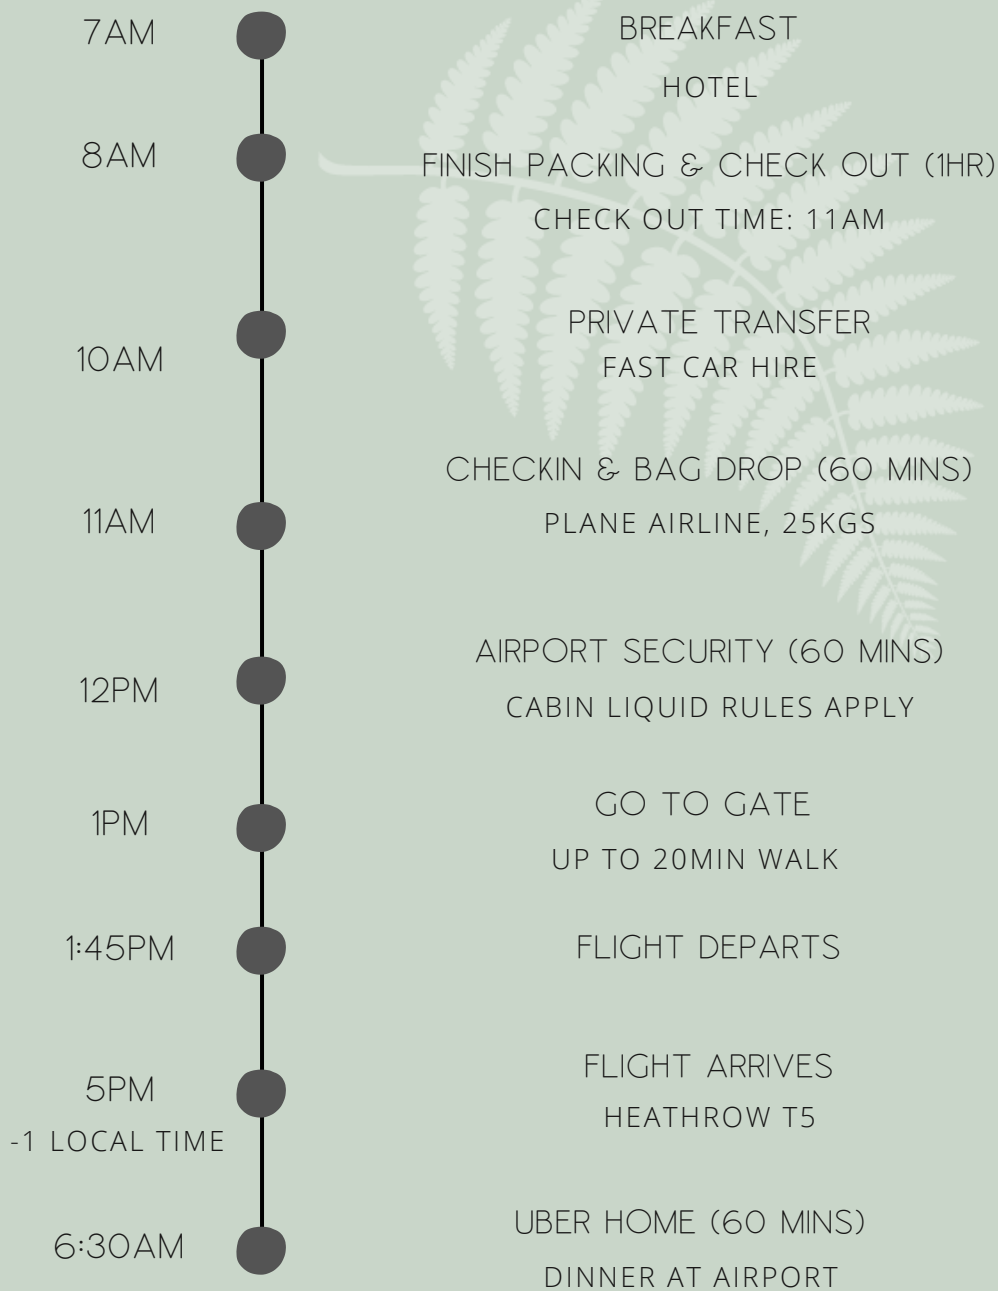 7AM
BREAKFAST
HOTEL
8AM
FINISH PACKING & CHECK OUT (1HR)
CHECK OUT TIME: 11AM
10AM
PRIVATE TRANSFER
FAST CAR HIRE
11AM
CHECKIN & BAG DROP (60 MINS)
PLANE AIRLINE, 25KGS
12PM
AIRPORT SECURITY (60 MINS)
CABIN LIQUID RULES APPLY
1PM
GO TO GATE
UP TO 20MIN WALK
1:45PM
FLIGHT DEPARTS
5PM
-1 LOCAL TIME
FLIGHT ARRIVES
HEATHROW T5
6:30AM
UBER HOME (60 MINS)
DINNER AT AIRPORT